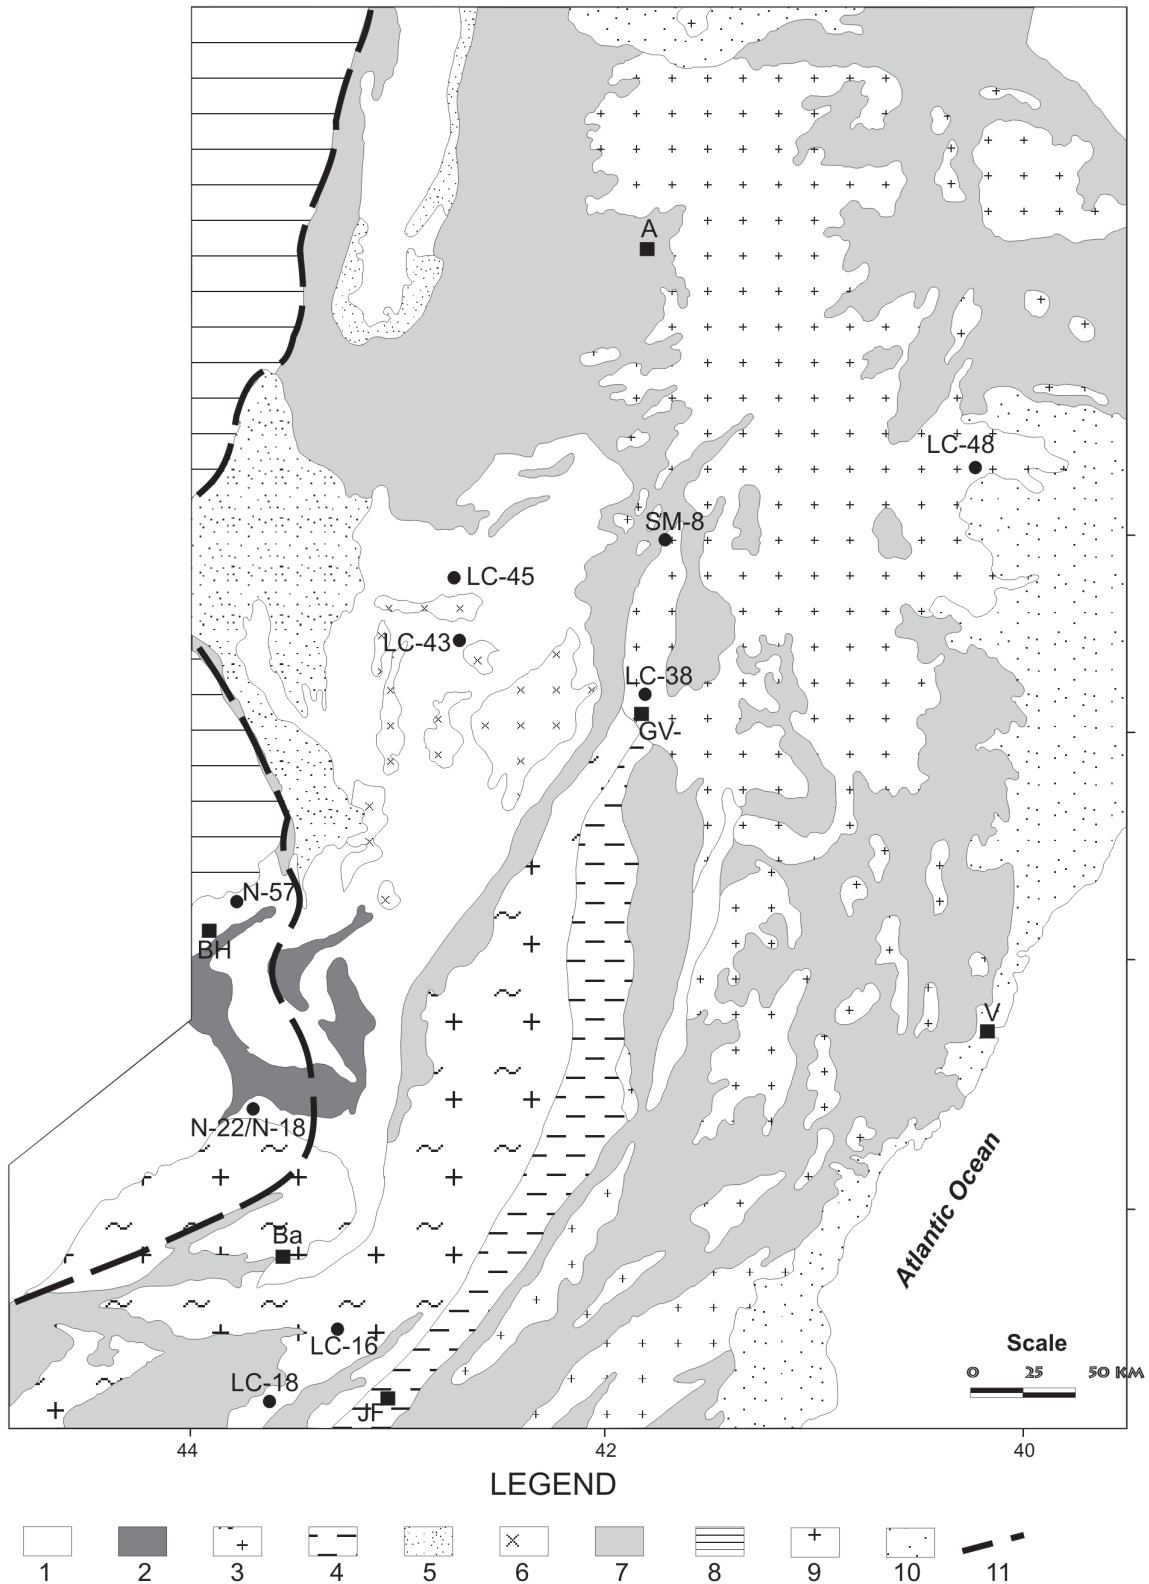 A
LC-48
SM-8
LC-45
LC-43
LC-38
GV-
N-57
BH
V
N-22/N-18
Ba
Atlantic Ocean
LC-16
LC-18
JF
Scale
0 25 50 KM
44 42 40
LEGEND
1 2 3 4 5 6 7 8 9 10 11